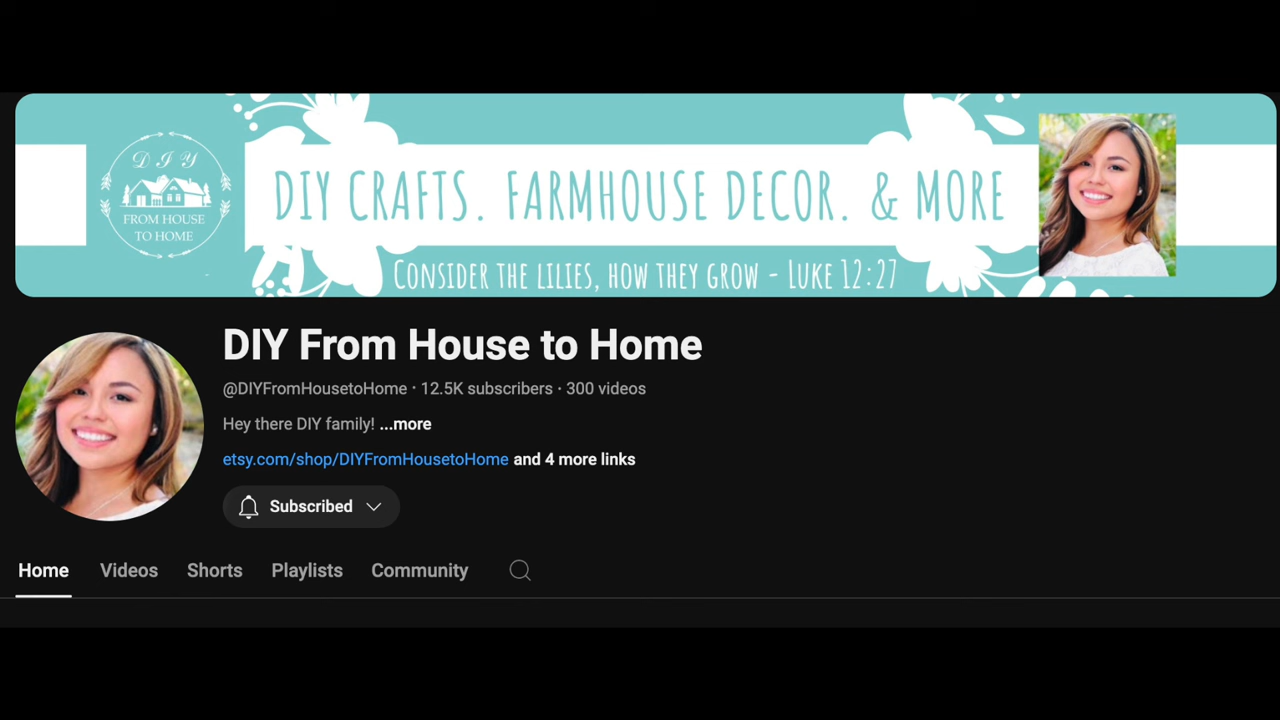 DIY
FROM HOUSE
TO HOME
DIY CRAFTS. FARMHOUSE DECOR. & MORE
CONSIDER THE LILIES, HOW THEY GROW - LUKE 12:27
DIY From House to Home
@DIYFromHousetoHome · 12.5K subscribers · 300 videos
Hey there DIY family! ...more
etsy.com/shop/DIYFromHousetoHome and 4 more links
Subscribed
Home Videos Shorts Playlists Community